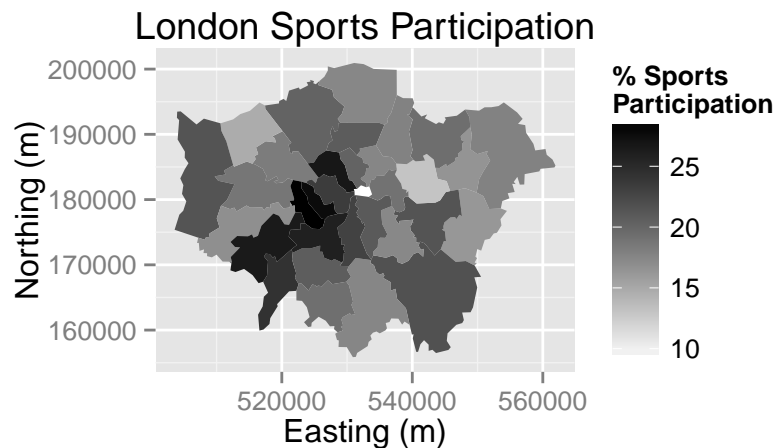 London Sports Participation
200000
190000
180000
170000
160000
Northing (m)
520000 540000 560000
Easting (m)
% Sports
Participation
25
20
15
10